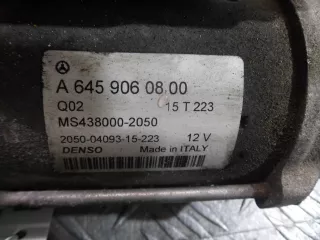 A 645 906 08 00
Q02 15 T 223
MS438000-2050
2050-04093-15-223 12 V
DENSO Made in ITALY